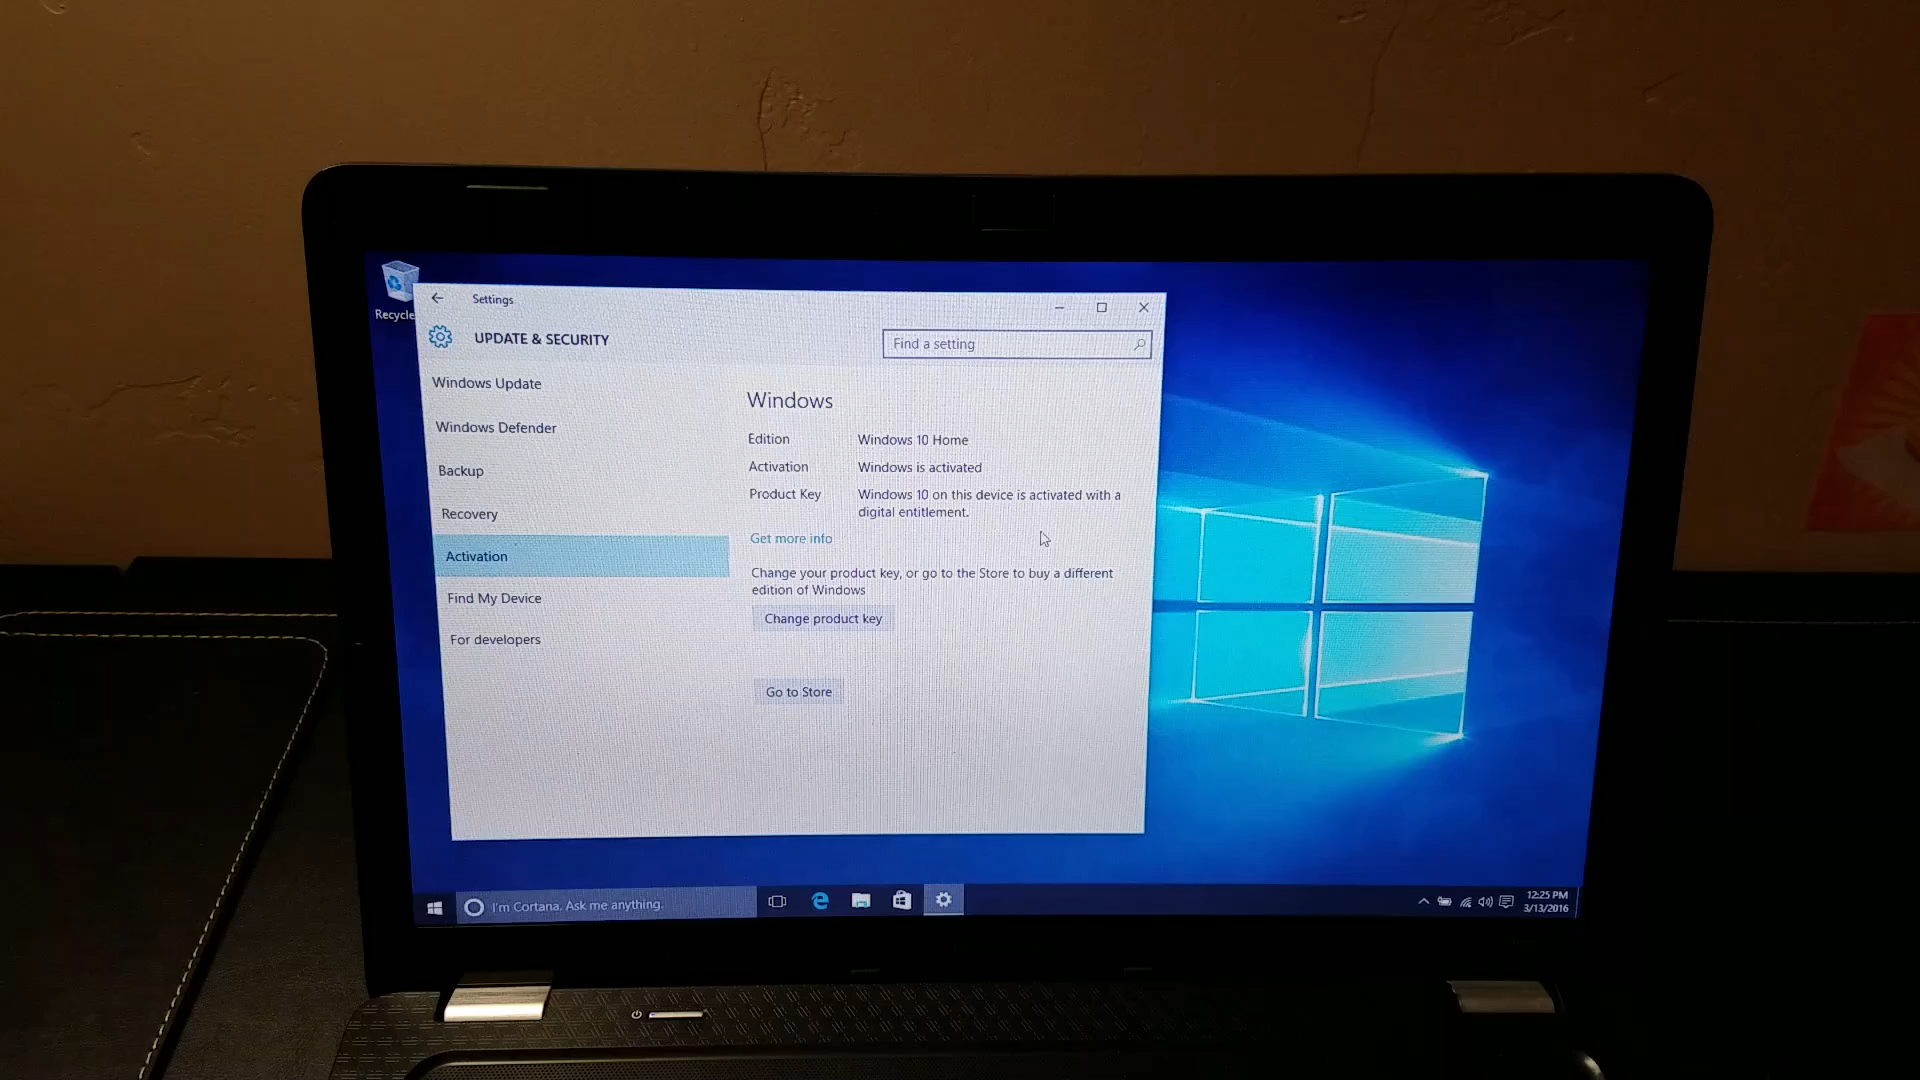 Recycle
Settings
UPDATE & SECURITY
Find a setting
Windows Update
Windows Defender
Backup
Recovery
Activation
Find My Device
For developers
Windows
Edition Windows 10 Home
Activation Windows is activated
Product Key Windows 10 on this device is activated with a
digital entitlement.
Get more info
Change your product key, or go to the Store to buy a different
edition of Windows
Change product key
Go to Store
I'm Cortana. Ask me anything.
12:25 PM
3/13/2016